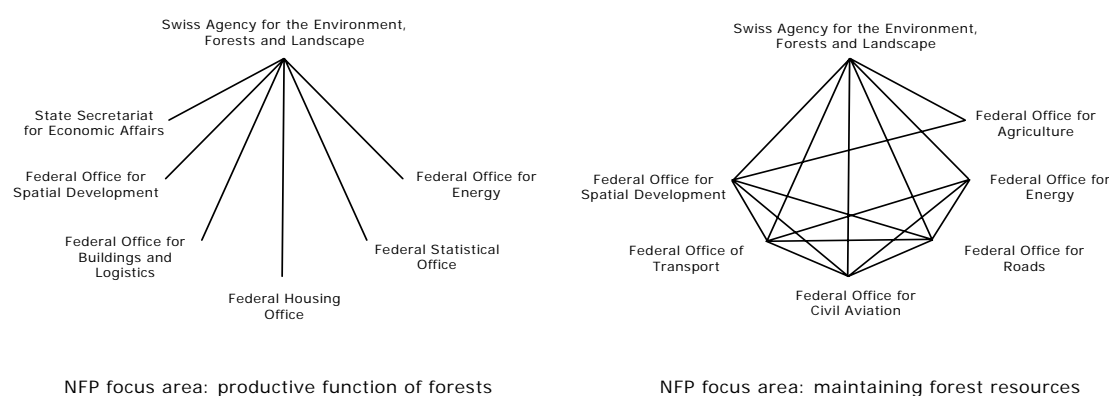 Swiss Agency for the Environment,
Forests and Landscape
State Secretariat
for Economic Affairs
Federal Office for
Spatial Development
Federal Office for
Buildings and
Logistics
Federal Housing
Office
Federal Statistical
Office
Federal Office for
Energy
NFP focus area: productive function of forests
Swiss Agency for the Environment,
Forests and Landscape
Federal Office for
Agriculture
Federal Office for
Spatial Development
Federal Office for
Energy
Federal Office of
Transport
Federal Office for
Roads
Federal Office for
Civil Aviation
NFP focus area: maintaining forest resources